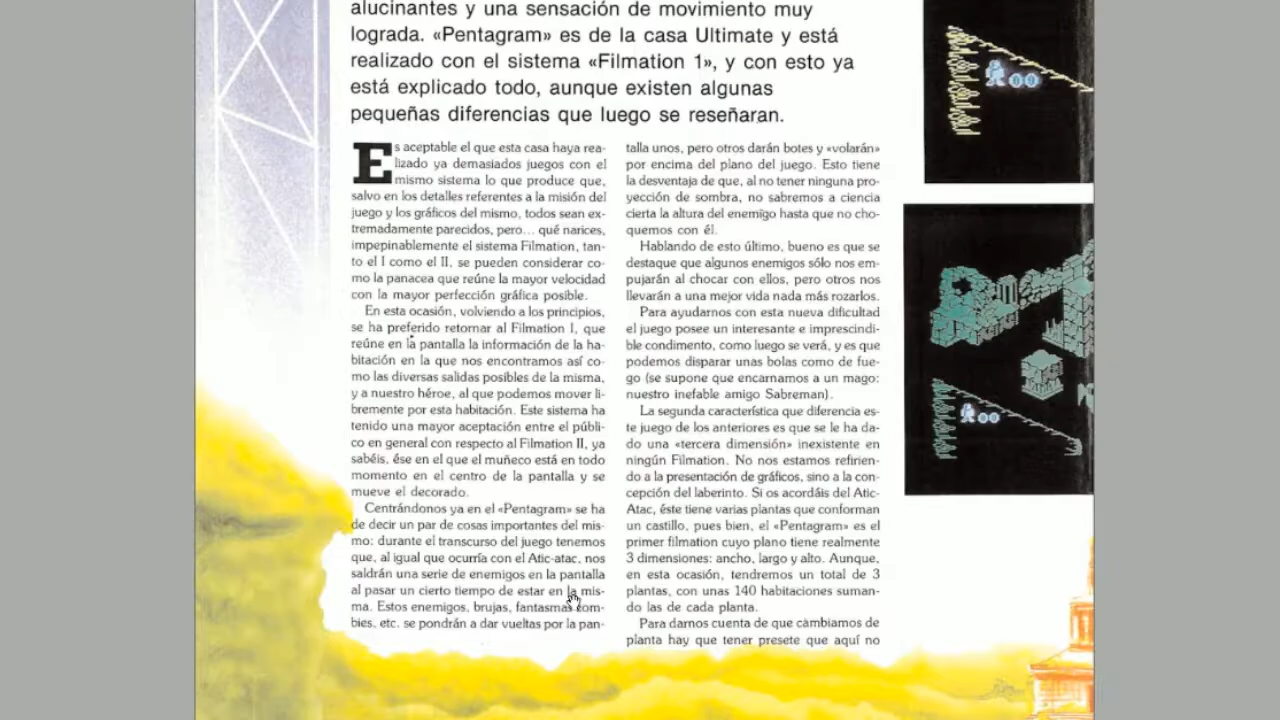 alucinantes y una sensación de movimiento muy
lograda. «Pentagram» es de la casa Ultimate y está
realizado con el sistema «Filmation 1», y con esto ya
está explicado todo, aunque existen algunas
pequeñas diferencias que luego se reseñaran.
Es aceptable el que esta casa haya rea-
lizado ya demasiados juegos con el
mismo sistema lo que produce que,
salvo en los detalles referentes a la misión del
juego y los gráficos del mismo, todos sean ex-
tremadamente parecidos, pero... qué narices,
impepinablemente el sistema Filmation, tan-
to el I como el II, se pueden considerar co-
mo la panacea que reúne la mayor velocidad
con la mayor perfección gráfica posible.
En esta ocasión, volviendo a los principios,
se ha preferido retornar al Filmation I, que
reúne en la pantalla la información de la ha-
bitación en la que nos encontramos así co-
mo las diversas salidas posibles de la misma,
y a nuestro héroe, al que podemos mover li-
bremente por esta habitación. Este sistema ha
tenido una mayor aceptación entre el públi-
co en general con respecto al Filmation II, ya
sabéis, ése en el que el muñeco está en todo
momento en el centro de la pantalla y se
mueve el decorado.
Centrándonos ya en el «Pentagram» se ha
de decir un par de cosas importantes del mis-
mo: durante el transcurso del juego tenemos
que, al igual que ocurría con el Atic-atac, nos
saldrán una serie de enemigos en la pantalla
al pasar un cierto tiempo de estar en la mis-
ma. Estos enemigos, brujas, fantasmas zom-
bies, etc. se pondrán a dar vueltas por la pan-
talla unos, pero otros darán botes y «volarán»
por encima del plano del juego. Esto tiene
la desventaja de que, al no tener ninguna pro-
yección de sombra, no sabremos a ciencia
cierta la altura del enemigo hasta que no cho-
quemos con él.
Hablando de esto último, bueno es que se
destaque que algunos enemigos sólo nos em-
pujarán al chocar con ellos, pero otros nos
llevarán a una mejor vida nada más rozarlos.
Para ayudarnos con esta nueva dificultad
el juego posee un interesante e imprescindi-
ble condimento, como luego se verá, y es que
podemos disparar unas bolas como de fue-
go (se supone que encarnamos a un mago:
nuestro inefable amigo Sabreman).
La segunda característica que diferencia es-
te juego de los anteriores es que se le ha da-
do una «tercera dimensión» inexistente en
ningún Filmation. No nos estamos refirien-
do a la presentación de gráficos, sino a la con-
cepción del laberinto. Si os acordáis del Atic-
Atac, éste tiene varias plantas que conforman
un castillo, pues bien, el «Pentagram» es el
primer filmation cuyo plano tiene realmente
3 dimensiones: ancho, largo y alto. Aunque,
en esta ocasión, tendremos un total de 3
plantas, con unas 140 habitaciones suman-
do las de cada planta.
Para darnos cuenta de que cambiamos de
planta hay que tener presete que aquí no
00
00